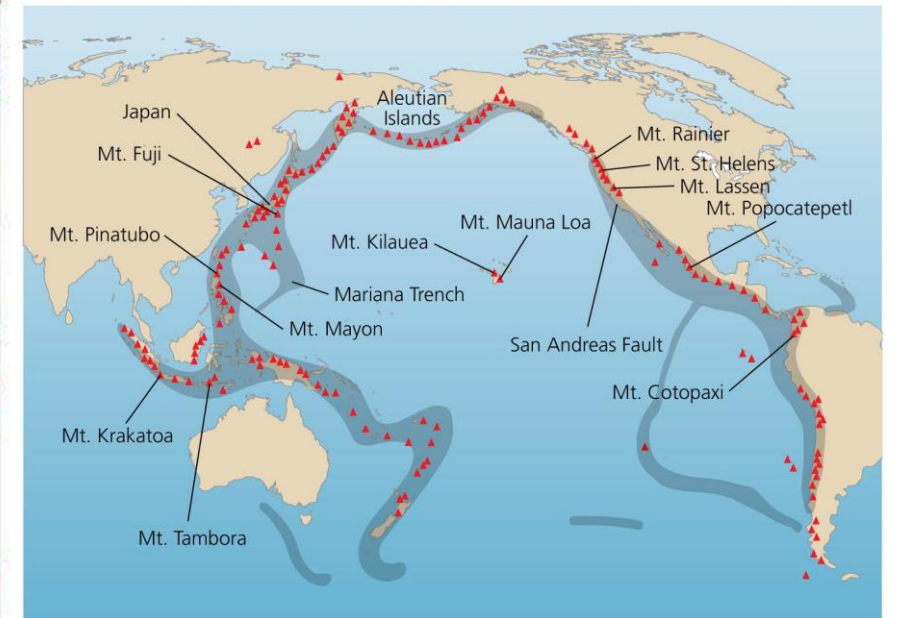 Aleutian
Islands
Japan
Mt. Fuji
Mt. Pinatubo
Mt. Rainier
Mt. St. Helens
Mt. Lassen
Mt. Popocatepetl
Mt. Mauna Loa
Mt. Kilauea
Mariana Trench
Mt. Mayon
San Andreas Fault
Mt. Cotopaxi
Mt. Krakatoa
Mt. Tambora